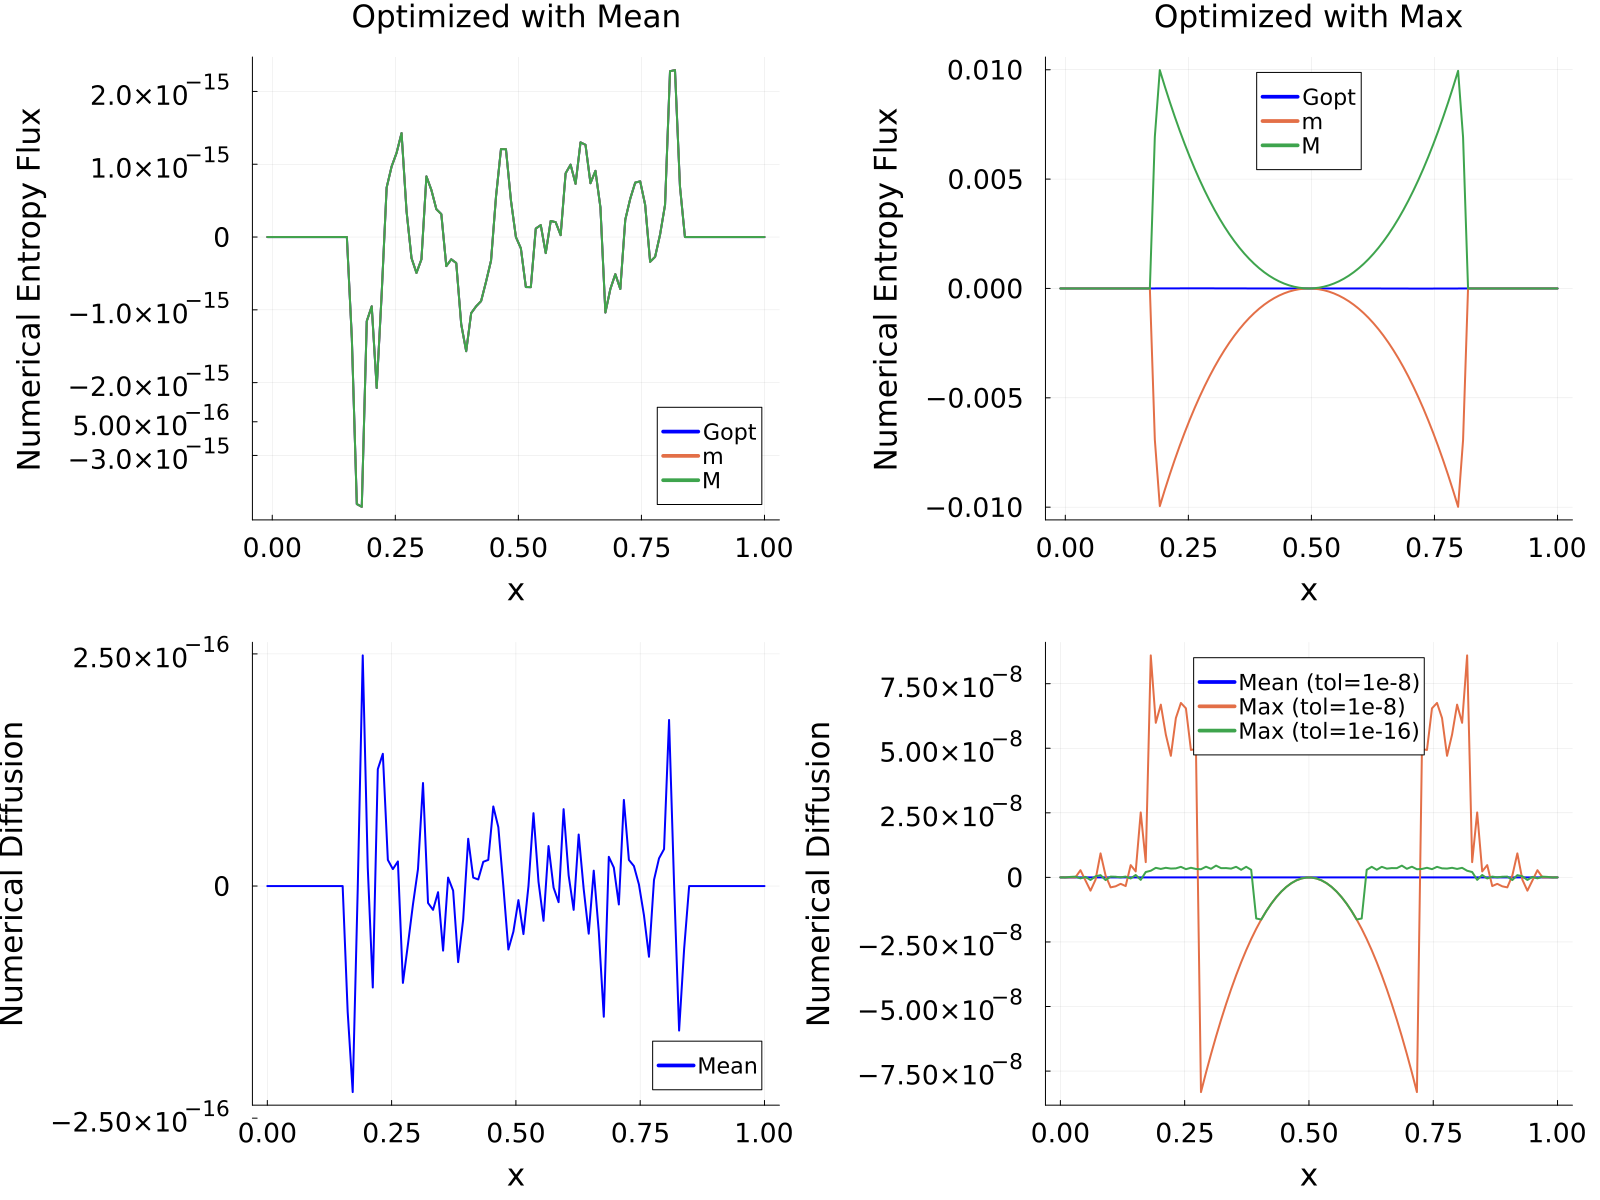 Optimized with Mean
Numerical Entropy Flux
2.0×10⁻¹⁵
1.0×10⁻¹⁵
0
−1.0×10⁻¹⁵
−2.0×10⁻¹⁵
5.00×10⁻¹⁶
−3.0×10⁻¹⁵
Gopt
m
M
0.00 0.25 0.50 0.75 1.00
x
Optimized with Max
Numerical Entropy Flux
0.010
0.005
0.000
−0.005
−0.010
Gopt
m
M
0.00 0.25 0.50 0.75 1.00
x
Numerical Diffusion
2.50×10⁻¹⁶
0
−2.50×10⁻¹⁶
Mean
0.00 0.25 0.50 0.75 1.00
x
Numerical Diffusion
7.50×10⁻⁸
5.00×10⁻⁸
2.50×10⁻⁸
0
−2.50×10⁻⁸
−5.00×10⁻⁸
−7.50×10⁻⁸
Mean (tol=1e-8)
Max (tol=1e-8)
Max (tol=1e-16)
0.00 0.25 0.50 0.75 1.00
x